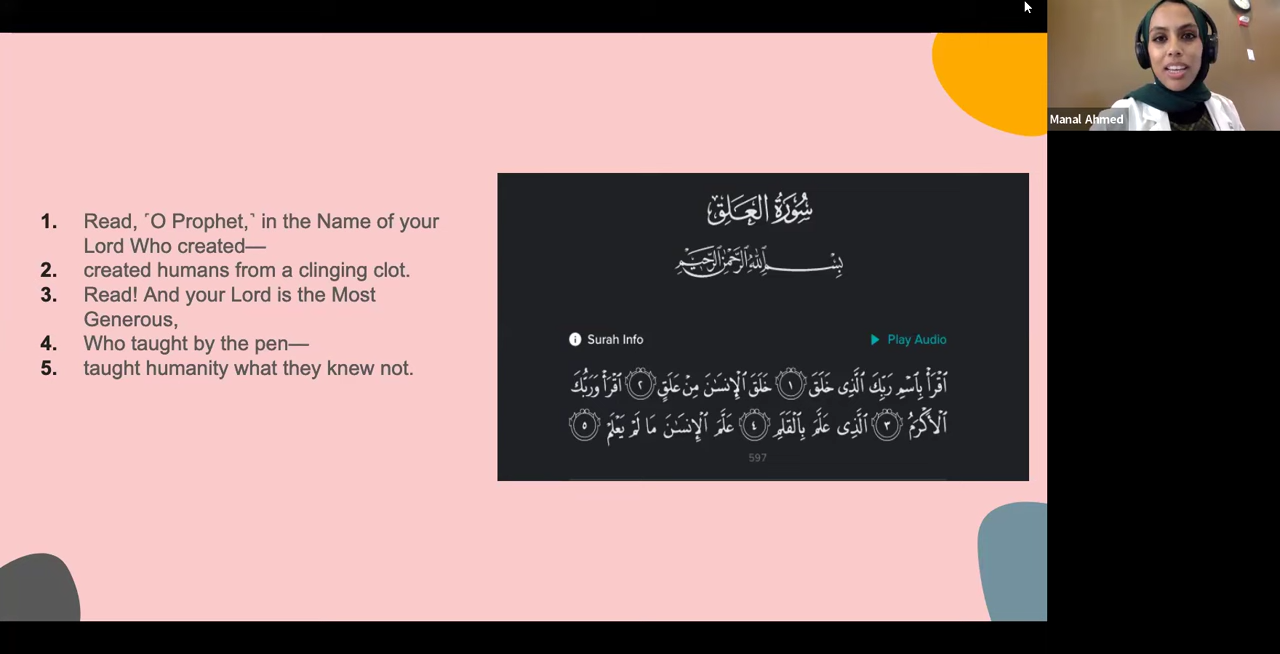 1. Read, ˹O Prophet,˺ in the Name of your
Lord Who created—
2. created humans from a clinging clot.
3. Read! And your Lord is the Most
Generous,
4. Who taught by the pen—
5. taught humanity what they knew not.
سُورَةُ العَلَقِ
بِسْمِ ٱللَّهِ ٱلرَّحْمَٰنِ ٱلرَّحِيمِ
Surah Info
Play Audio
ٱقْرَأْ بِٱسْمِ رَبِّكَ ٱلَّذِى خَلَقَ ١ خَلَقَ ٱلْإِنسَـٰنَ مِنْ عَلَقٍ ٢ ٱقْرَأْ وَرَبُّكَ
ٱلْأَكْرَمُ ٣ ٱلَّذِى عَلَّمَ بِٱلْقَلَمِ ٤ عَلَّمَ ٱلْإِنسَـٰنَ مَا لَمْ يَعْلَمْ ٥
597
Manal Ahmed